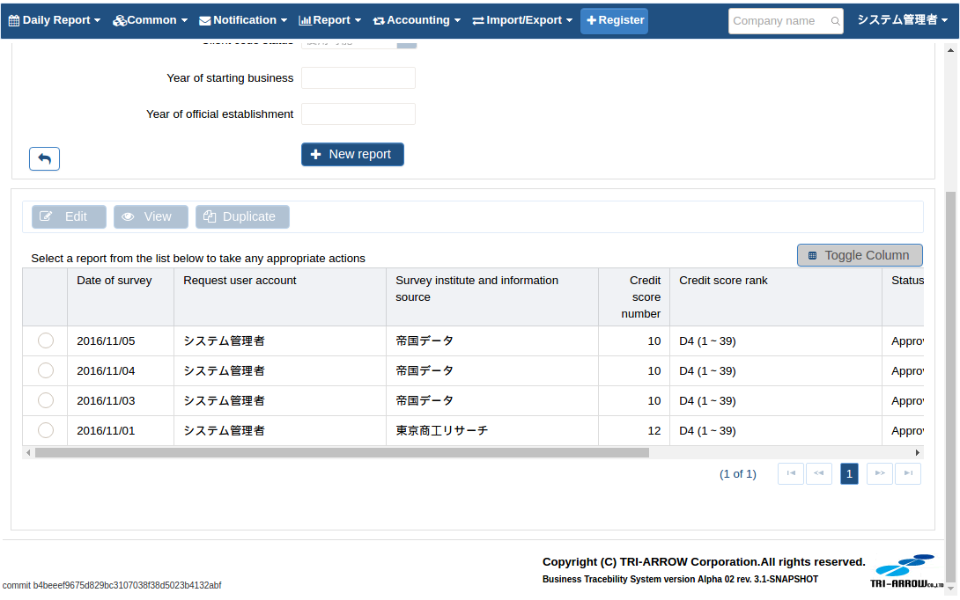 Daily Report Common Notification Report Accounting Import/Export Register Company name システム管理者
Client code status
Year of starting business
Year of official establishment
New report
Edit View Duplicate
Select a report from the list below to take any appropriate actions
Toggle Column
Date of survey Request user account Survey institute and information source Credit score number Credit score rank Status
2016/11/05 システム管理者 帝国データ 10 D4 (1 ~ 39) Approv
2016/11/04 システム管理者 帝国データ 10 D4 (1 ~ 39) Approv
2016/11/03 システム管理者 帝国データ 10 D4 (1 ~ 39) Approv
2016/11/01 システム管理者 東京商工リサーチ 12 D4 (1 ~ 39) Approv
(1 of 1) 1
Copyright (C) TRI-ARROW Corporation.All rights reserved.
Business Tracebility System version Alpha 02 rev. 3.1-SNAPSHOT
TRI-ARROW Co.,LTD
commit b4beeef9675d829bc3107038f38d5023b4132abf